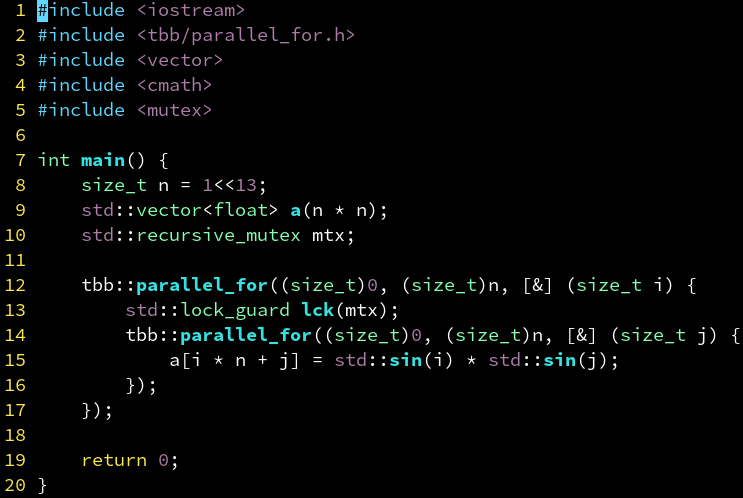 1 #include <iostream>
2 #include <tbb/parallel_for.h>
3 #include <vector>
4 #include <cmath>
5 #include <mutex>
6
7 int main() {
8     size_t n = 1<<13;
9     std::vector<float> a(n * n);
10     std::recursive_mutex mtx;
11
12     tbb::parallel_for((size_t)0, (size_t)n, [&] (size_t i) {
13         std::lock_guard lck(mtx);
14         tbb::parallel_for((size_t)0, (size_t)n, [&] (size_t j) {
15             a[i * n + j] = std::sin(i) * std::sin(j);
16         });
17     });
18
19     return 0;
20 }